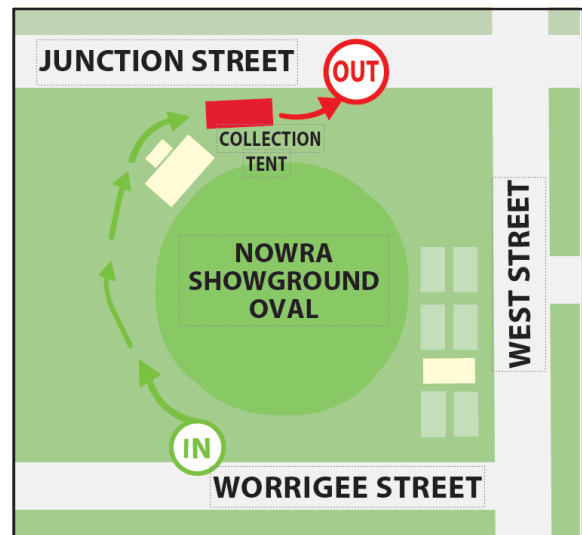 JUNCTION STREET
OUT
COLLECTION
TENT
NOWRA
SHOWGROUND
OVAL
WEST STREET
IN
WORRIGEE STREET